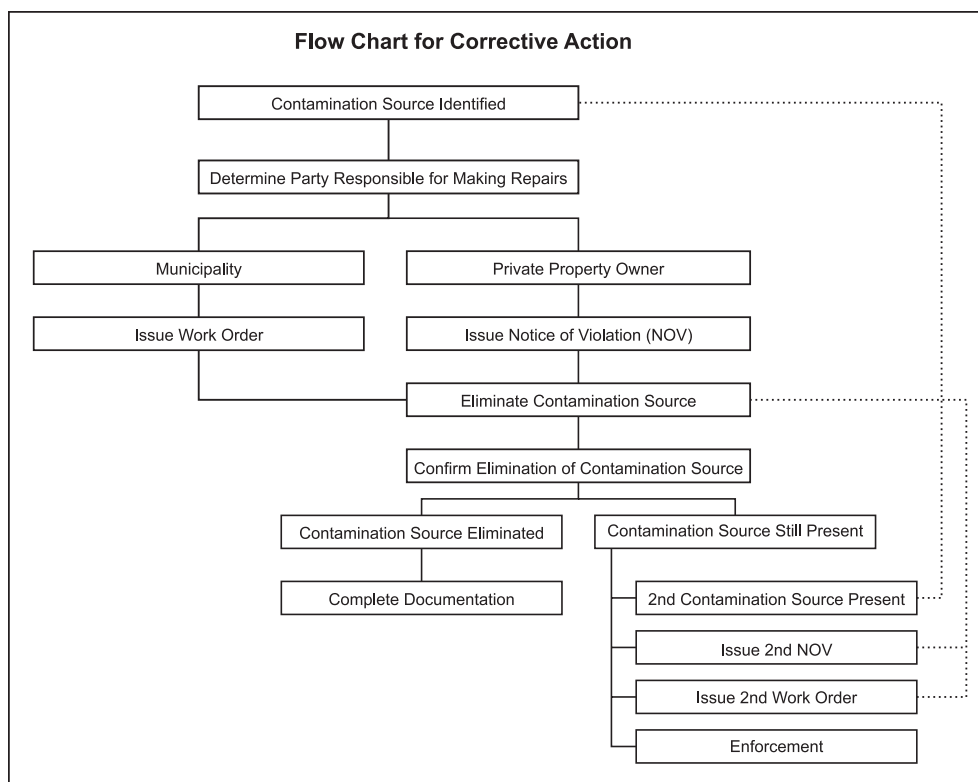 Flow Chart for Corrective Action
Contamination Source Identified
Determine Party Responsible for Making Repairs
Municipality
Private Property Owner
Issue Work Order
Issue Notice of Violation (NOV)
Eliminate Contamination Source
Confirm Elimination of Contamination Source
Contamination Source Eliminated
Contamination Source Still Present
Complete Documentation
2nd Contamination Source Present
Issue 2nd NOV
Issue 2nd Work Order
Enforcement